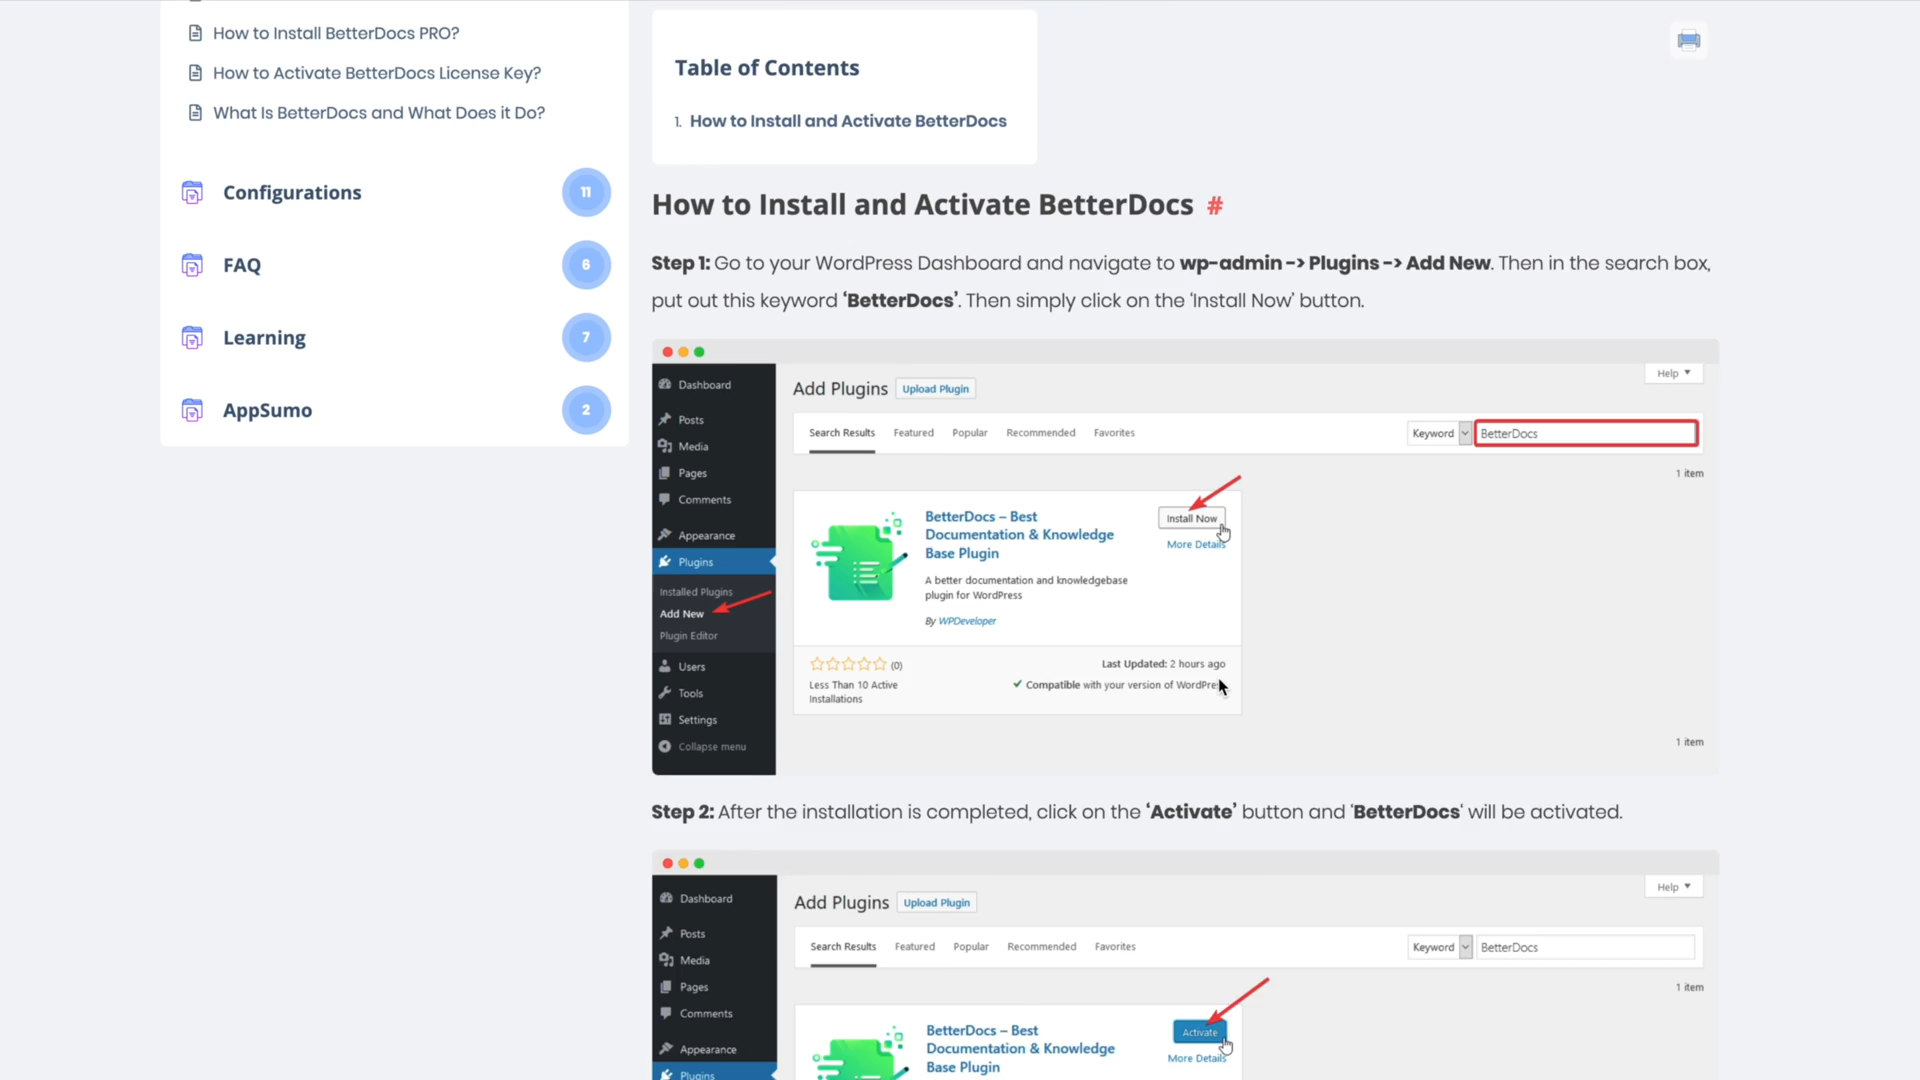 How to Install BetterDocs PRO?
How to Activate BetterDocs License Key?
What Is BetterDocs and What Does it Do?
Configurations
11
FAQ
6
Learning
7
AppSumo
2
Table of Contents
1. How to Install and Activate BetterDocs
How to Install and Activate BetterDocs #
Step 1: Go to your WordPress Dashboard and navigate to wp-admin -> Plugins -> Add New. Then in the search box,
put out this keyword ‘BetterDocs’. Then simply click on the ‘Install Now’ button.
Dashboard
Posts
Media
Pages
Comments
Appearance
Plugins
Installed Plugins
Add New
Plugin Editor
Users
Tools
Settings
Collapse menu
Help
Add Plugins Upload Plugin
Search Results Featured Popular Recommended Favorites Keyword BetterDocs
1 item
BetterDocs – Best
Documentation & Knowledge
Base Plugin
Install Now
More Details
A better documentation and knowledgebase
plugin for WordPress
By WPDeveloper
(0)
Less Than 10 Active
Installations
Last Updated: 2 hours ago
Compatible with your version of WordPress
1 item
Step 2: After the installation is completed, click on the ‘Activate’ button and ‘BetterDocs‘ will be activated.
Dashboard
Posts
Media
Pages
Comments
Appearance
Plugins
Help
Add Plugins Upload Plugin
Search Results Featured Popular Recommended Favorites Keyword BetterDocs
1 item
BetterDocs – Best
Documentation & Knowledge
Base Plugin
Activate
More Details